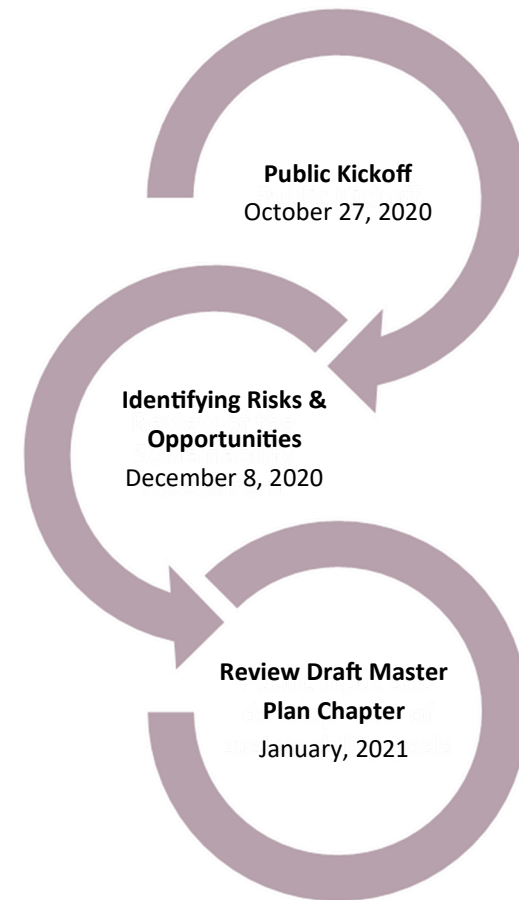 Public Kickoff
October 27, 2020
Identifying Risks &
Opportunities
December 8, 2020
Review Draft Master
Plan Chapter
January, 2021